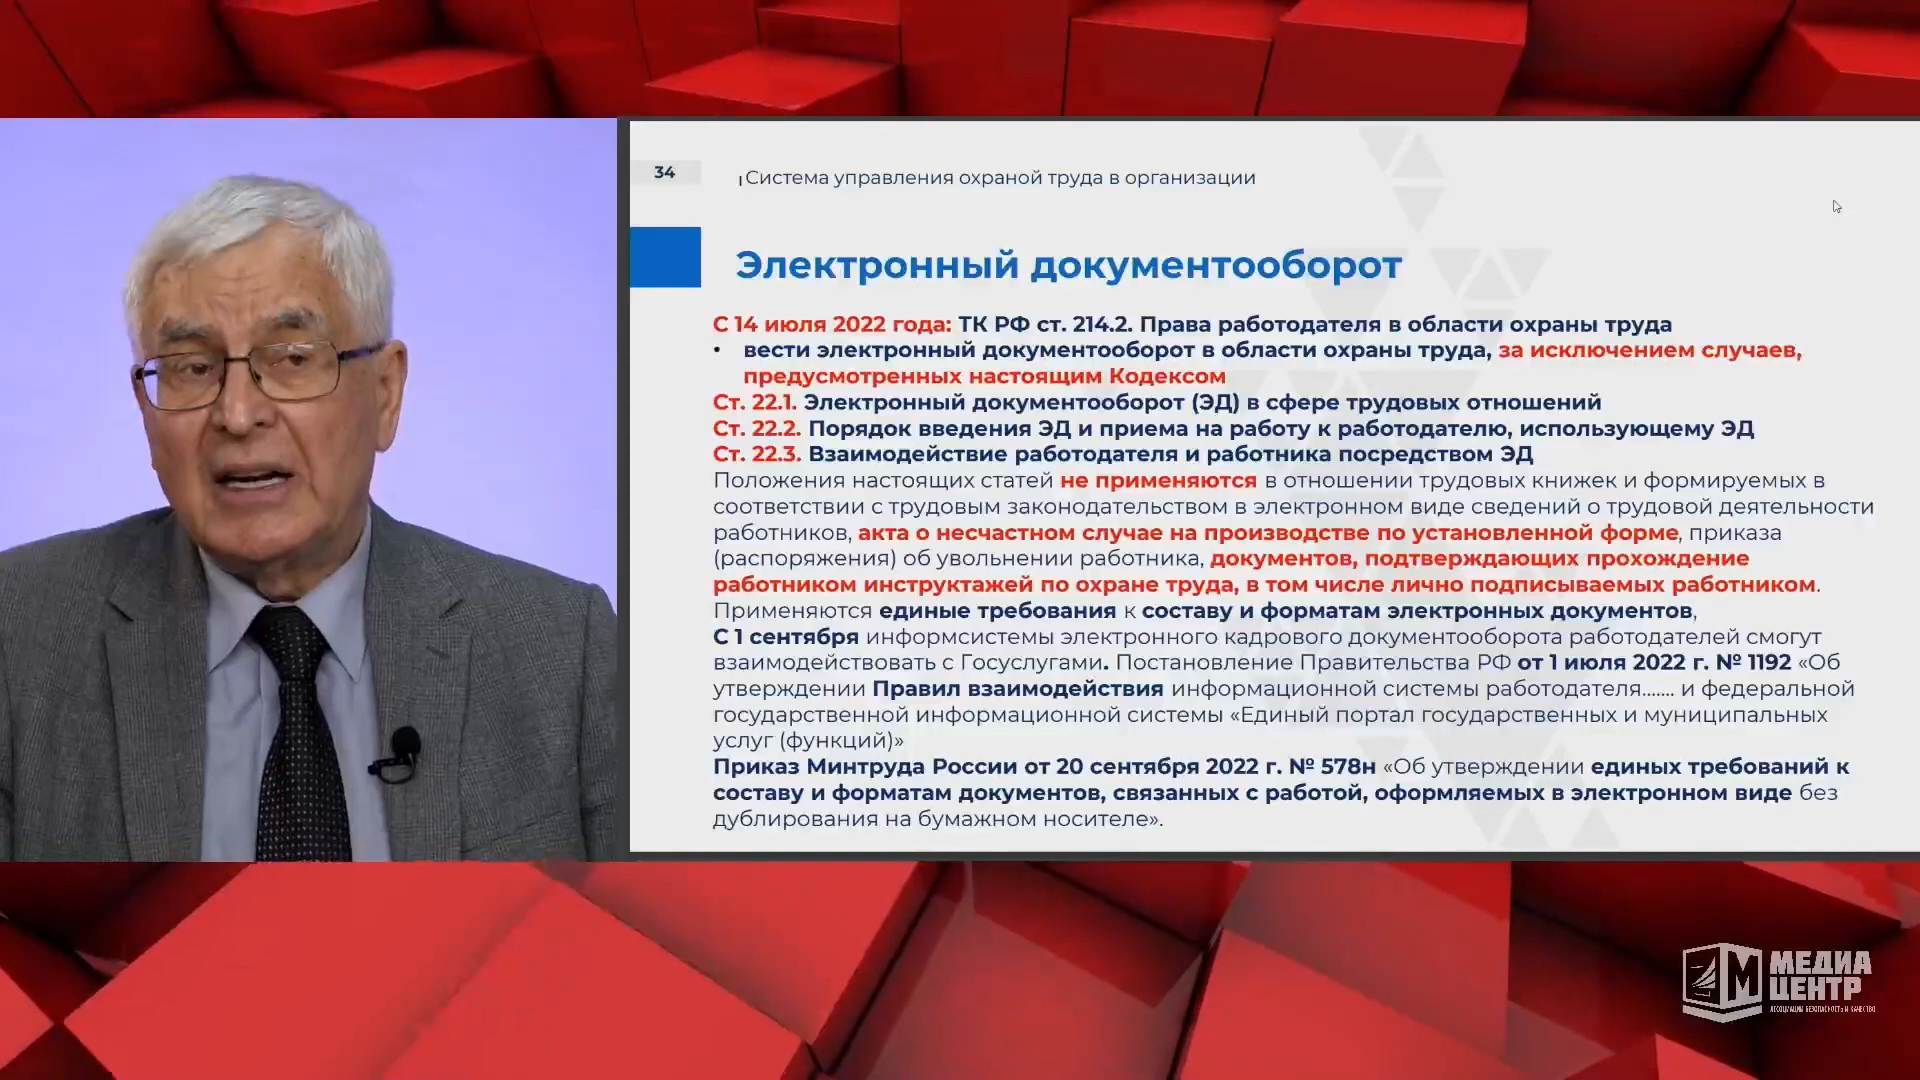 34
Система управления охраной труда в организации
Электронный документооборот
С 14 июля 2022 года: ТК РФ ст. 214.2. Права работодателя в области охраны труда
• вести электронный документооборот в области охраны труда, за исключением случаев,
предусмотренных настоящим Кодексом
Ст. 22.1. Электронный документооборот (ЭД) в сфере трудовых отношений
Ст. 22.2. Порядок введения ЭД и приема на работу к работодателю, использующему ЭД
Ст. 22.3. Взаимодействие работодателя и работника посредством ЭД
Положения настоящих статей не применяются в отношении трудовых книжек и формируемых в
соответствии с трудовым законодательством в электронном виде сведений о трудовой деятельности
работников, акта о несчастном случае на производстве по установленной форме, приказа
(распоряжения) об увольнении работника, документов, подтверждающих прохождение
работником инструктажей по охране труда, в том числе лично подписываемых работником.
Применяются единые требования к составу и форматам электронных документов,
С 1 сентября информсистемы электронного кадрового документооборота работодателей смогут
взаимодействовать с Госуслугами. Постановление Правительства РФ от 1 июля 2022 г. № 1192 «Об
утверждении Правил взаимодействия информационной системы работодателя....... и федеральной
государственной информационной системы «Единый портал государственных и муниципальных
услуг (функций)»
Приказ Минтруда России от 20 сентября 2022 г. № 578н «Об утверждении единых требований к
составу и форматам документов, связанных с работой, оформляемых в электронном виде без
дублирования на бумажном носителе».
МЕДИА
ЦЕНТР
АССОЦИАЦИИ БЕЗОПАСНОСТЬ И КАЧЕСТВО